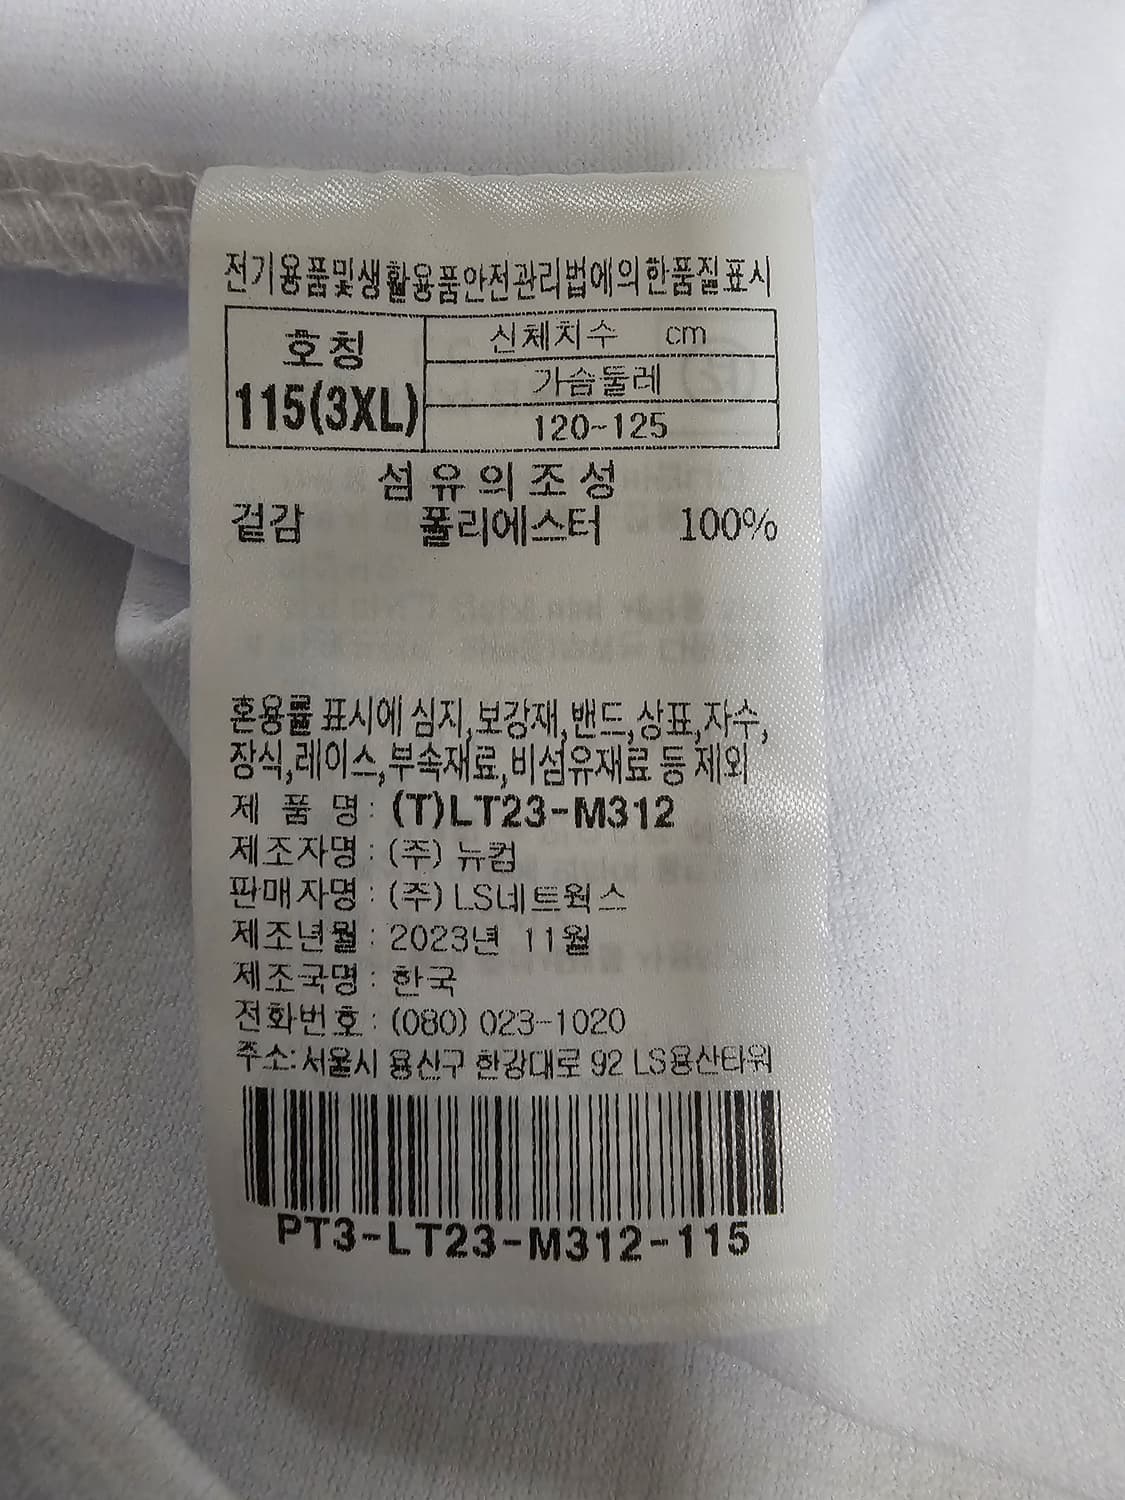 전기용품및생활용품안전관리법에의한품질표시
호칭
115(3XL)
신체치수 cm
가슴둘레
120~125
섬유의조성
겉감 폴리에스터 100%
혼용률 표시에 심지,보강재,밴드,상표,자수,
장식,레이스,부속재료,비섬유재료 등 제외
제 품 명 : (T)LT23-M312
제조자명 : (주) 뉴컴
판매자명 : (주) LS네트웍스
제조년월 : 2023년 11월
제조국명 : 한국
전화번호 : (080) 023-1020
주소: 서울시 용산구 한강대로 92 LS용산타워
PT3-LT23-M312-115